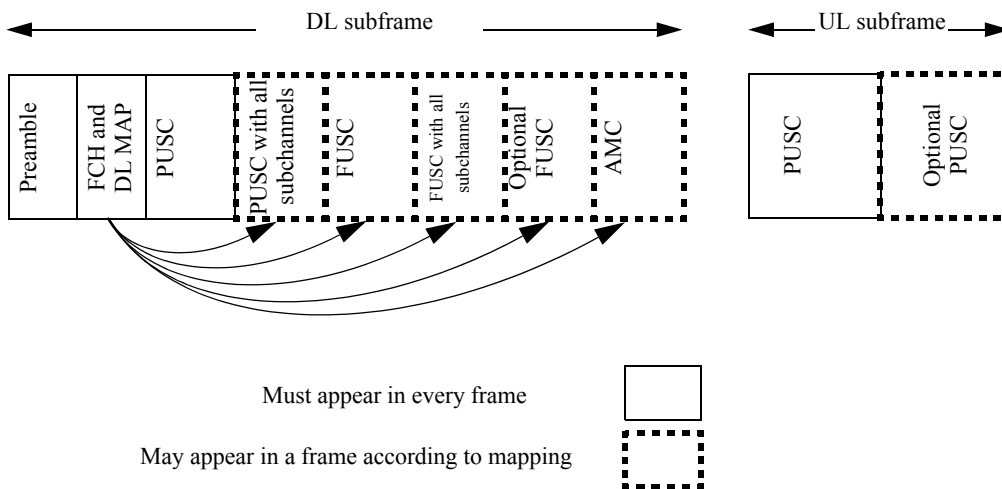 DL subframe
UL subframe
Preamble
FCH and
DL MAP
PUSC
PUSC with all
subchannels
FUSC
FUSC with all
subchannels
Optional
FUSC
AMC
PUSC
Optional
PUSC
Must appear in every frame
May appear in a frame according to mapping